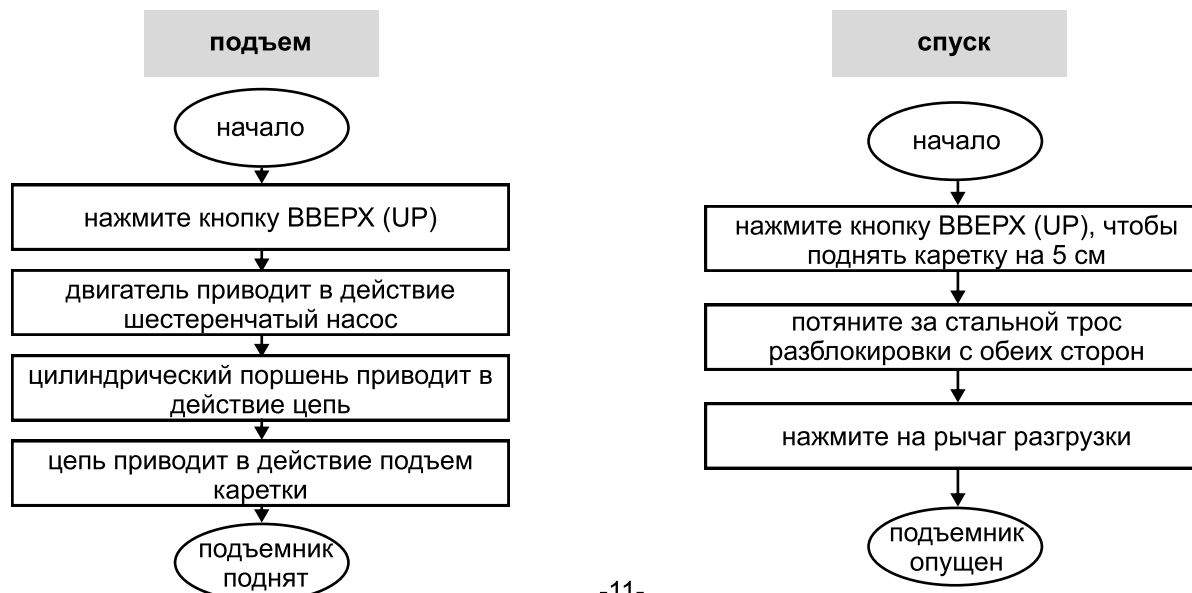 подъем
начало
нажмите кнопку ВВЕРХ (UP)
двигатель приводит в действие
шестеренчатый насос
цилиндрический поршень приводит в
действие цепь
цепь приводит в действие подъем
каретки
подъемник
поднят
спуск
начало
нажмите кнопку ВВЕРХ (UP), чтобы
поднять каретку на 5 см
потяните за стальной трос
разблокировки с обеих сторон
нажмите на рычаг разгрузки
подъемник
опущен
-11-